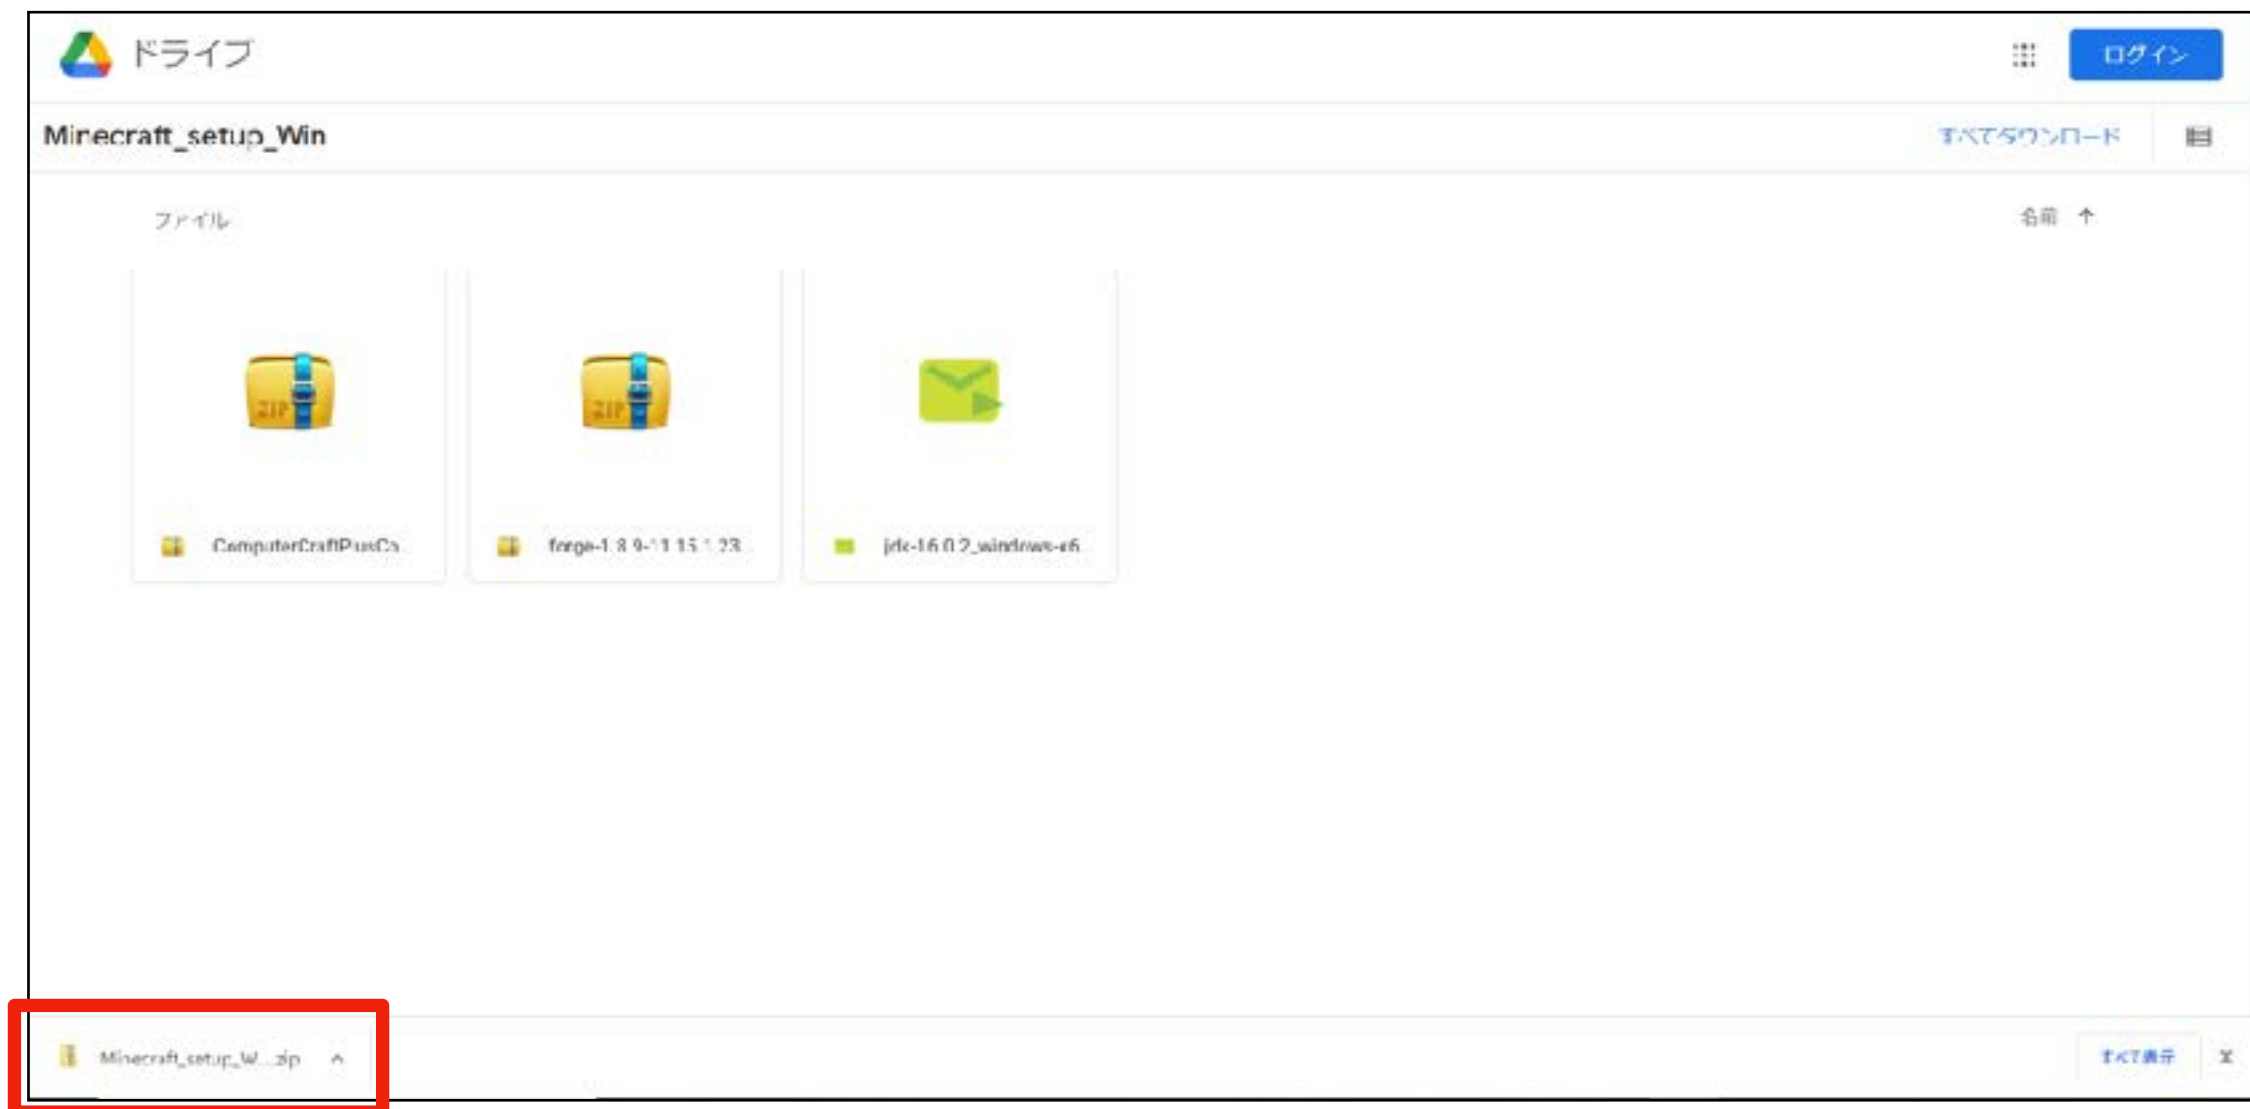 ドライブ
ログイン
Minecraft_setup_Win
すべてダウンロード
ファイル
名前
ZIP
ZIP
ComputerCraftPlusCo...
forge-1.8.9-11.15.1.23...
jdk-16.0.2_windows-x6...
Minecraft_setup_W....zip
すべて表示